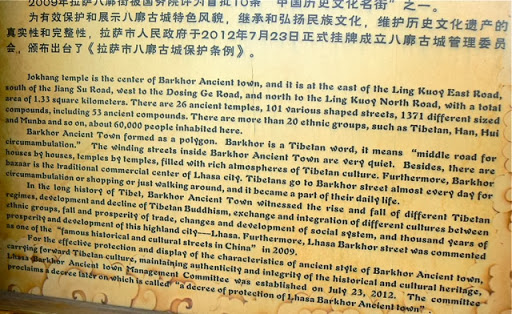 2009年拉萨八廓街被国务院评为首批10条“中国历史文化名街”之一。
为有效保护和展示八廓古城特色风貌，继承和弘扬民族文化，维护历史文化遗产的
真实性和完整性，拉萨市人民政府于2012年7月23日正式挂牌成立八廓古城管理委员
会，颁布出台了《拉萨市八廓古城保护条例》。
Jokhang temple is the center of Barkhor Ancient town, and it is at the east of the Ling Kuoy East Road,
south of the Jiang Su Road, west to the Dosing Ge Road, and north to the Ling Kuoy North Road, with a total
area of 1.33 square kilometers. There are 26 ancient temples, 101 various shaped streets, 1371 different sized
compounds, including 53 ancient compounds. There are more than 20 ethnic groups, such as Tibetan, Han, Hui
and Munba and so on, about 60,000 peoples inhabited here.
Barkhor Ancient Town formed as a polygon. Barkhor is a Tibetan word, it means “middle road for
circumambulation.” The winding streets inside Barkhor Ancient Town are very quiet. Besides, there are
houses by houses, temples by temples, filled with rich atmospheres of Tibetan culture. Furthermore, Barkhor
bazaar is the traditional commercial center of Lhasa city. Tibetans go to Barkhor street almost every day for
circumambulation or shopping or just walking around, and it became a part of their daily life.
In the long history of Tibet, Barkhor Ancient Town witnessed the rise and fall of different Tibetan
regimes, development and decline of Tibetan Buddhism, exchange and integration of different cultures between
ethnic groups, fall and prosperity of trade, changes and development of social system, and thousand years of
prosperity and development of this highland city—Lhasa. Furthermore, Lhasa Barkhor Street was commented
as one of the “famous historical and cultural streets in China” in 2009.
For the effective protection and display of the characteristics of ancient style of Barkhor Ancient town,
carrying forward Tibetan culture, maintaining authenticity and integrity of the historical and cultural heritage,
Lhasa Barkhor Ancient town Management Committee was established on July 23, 2012. The committee
proclaims a decree later on which is called “a decree of protection of Lhasa Barkhor Ancient town”.